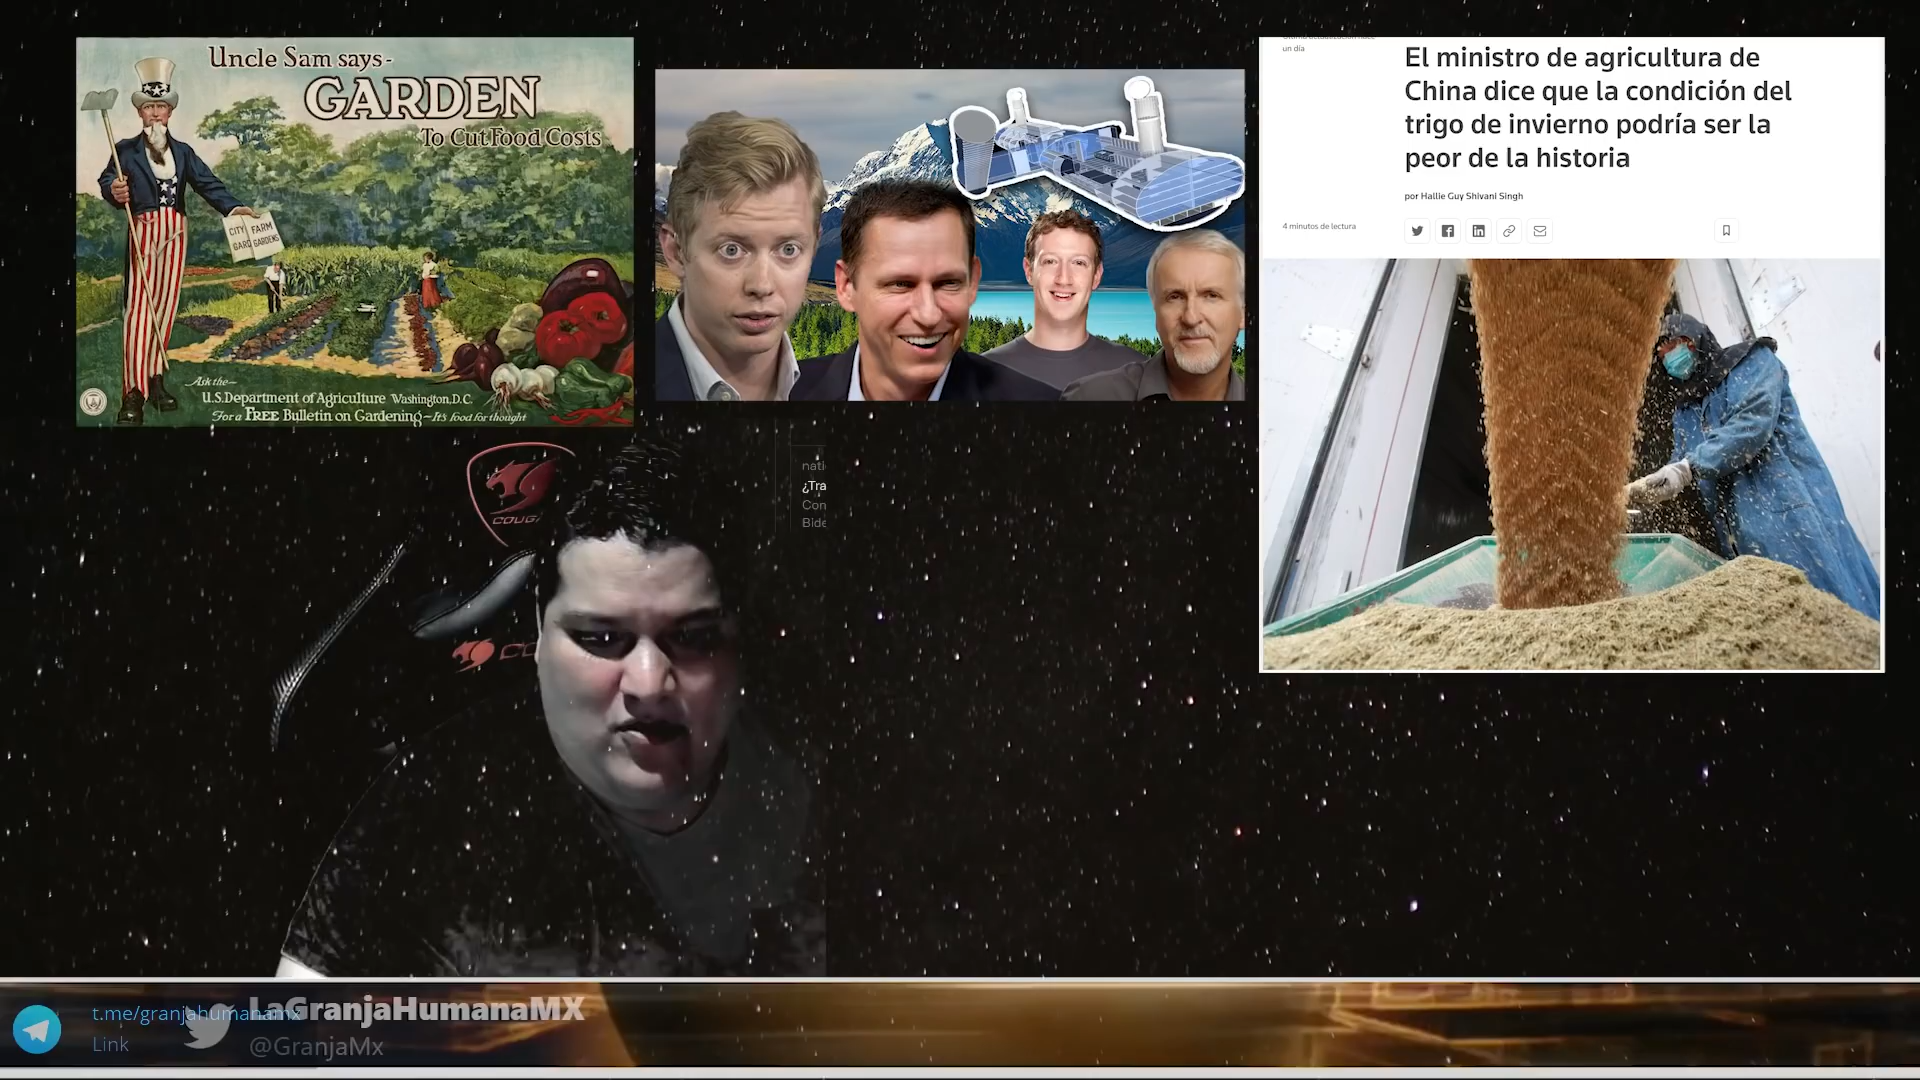 Uncle Sam says-
GARDEN
To Cut Food Costs
CITY
FARM
GARDENS
Ask the-
U.S. Department of Agriculture Washington, D.C.
For a FREE Bulletin on Gardening~It's food for thought
un día
El ministro de agricultura de
China dice que la condición del
trigo de invierno podría ser la
peor de la historia
por Hallie Guy Shivani Singh
4 minutos de lectura
nati
¿Tra
Con
Bide
COUGA
CO
t.me/granjahumanamx
Link
LaGranjaHumanaMX
@GranjaMx